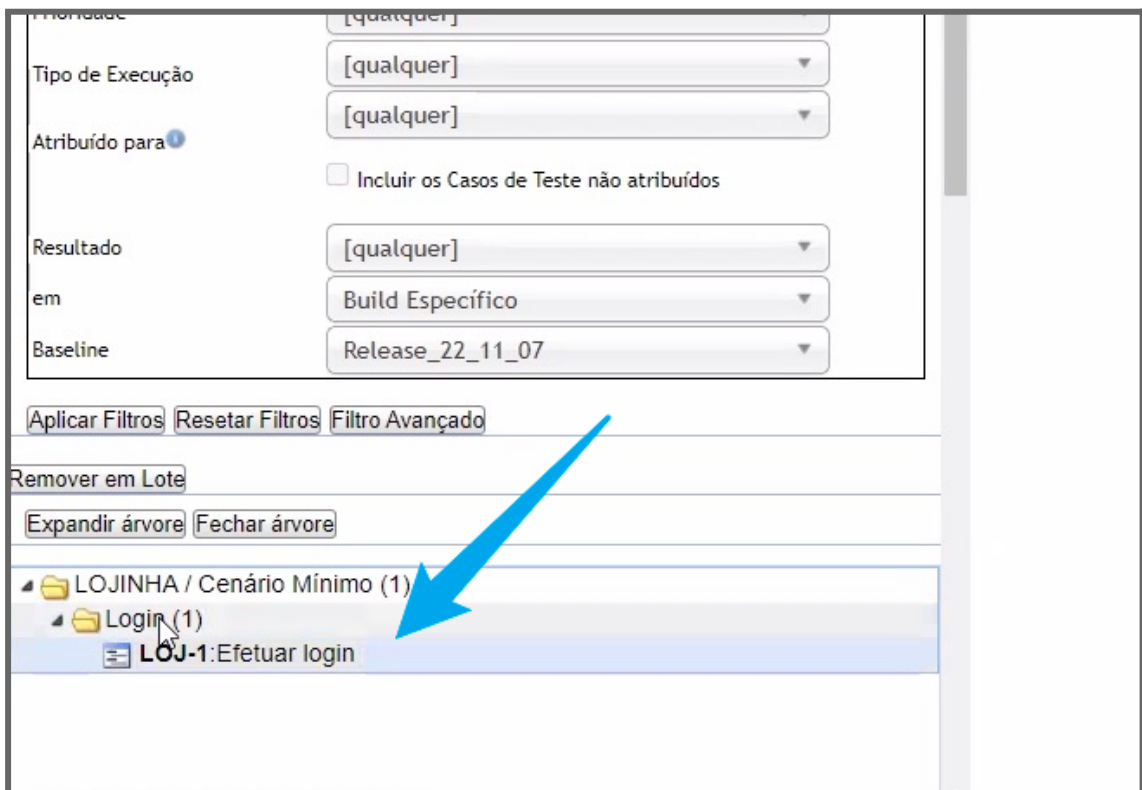 Prioridade [qualquer]
Tipo de Execução [qualquer]
[qualquer]
Atribuído para
Incluir os Casos de Teste não atribuídos
Resultado [qualquer]
em Build Específico
Baseline Release_22_11_07
Aplicar Filtros Resetar Filtros Filtro Avançado
Remover em Lote
Expandir árvore Fechar árvore
LOJINHA / Cenário Mínimo (1)
Login (1)
LOJ-1:Efetuar login